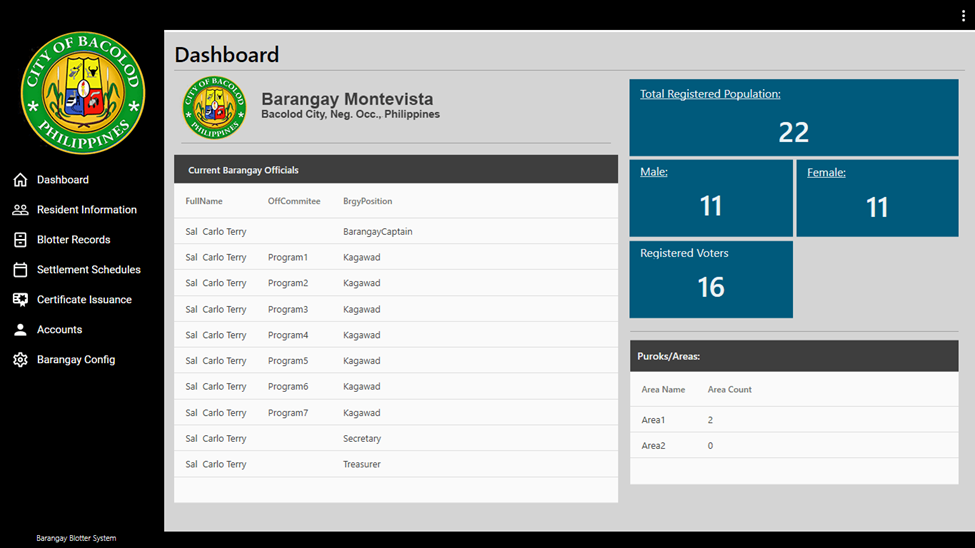 CITY OF BACOLOD
PHILIPPINES
Dashboard
Resident Information
Blotter Records
Settlement Schedules
Certificate Issuance
Accounts
Barangay Config
Barangay Blotter System
Dashboard
CITY OF BACOLOD
PHILIPPINES
Barangay Montevista
Bacolod City, Neg. Occ., Philippines
Current Barangay Officials
FullName OffCommitee BrgyPosition
Sal Carlo Terry BarangayCaptain
Sal Carlo Terry Program1 Kagawad
Sal Carlo Terry Program2 Kagawad
Sal Carlo Terry Program3 Kagawad
Sal Carlo Terry Program4 Kagawad
Sal Carlo Terry Program5 Kagawad
Sal Carlo Terry Program6 Kagawad
Sal Carlo Terry Program7 Kagawad
Sal Carlo Terry Secretary
Sal Carlo Terry Treasurer
Total Registered Population:
22
Male:
11
Female:
11
Registered Voters
16
Puroks/Areas:
Area Name Area Count
Area1 2
Area2 0